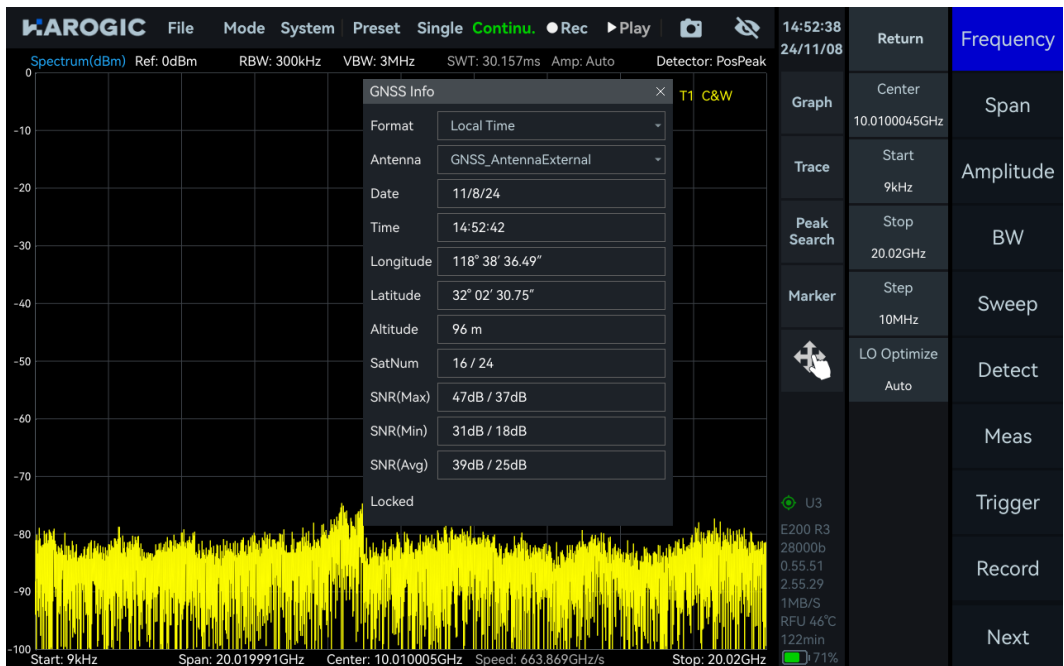 HAROGIC File Mode System Preset Single Continu. Rec Play
14:52:38
24/11/08
Spectrum(dBm) Ref: 0dBm RBW: 300kHz VBW: 3MHz SWT: 30.157ms Amp: Auto Detector: PosPeak
T1 C&W
0
-10
-20
-30
-40
-50
-60
-70
-80
-90
-100
GNSS Info
Format Local Time
Antenna GNSS_AntennaExternal
Date 11/8/24
Time 14:52:42
Longitude 118° 38′ 36.49″
Latitude 32° 02′ 30.75″
Altitude 96 m
SatNum 16 / 24
SNR(Max) 47dB / 37dB
SNR(Min) 31dB / 18dB
SNR(Avg) 39dB / 25dB
Locked
Start: 9kHz Span: 20.019991GHz Center: 10.010005GHz Speed: 663.869GHz/s Stop: 20.02GHz
Graph
Trace
Peak
Search
Marker
U3
E200 R3
28000b
0.55.51
2.55.29
1MB/S
RFU 46°C
122min
71%
Return
Center
10.0100045GHz
Start
9kHz
Stop
20.02GHz
Step
10MHz
LO Optimize
Auto
Frequency
Span
Amplitude
BW
Sweep
Detect
Meas
Trigger
Record
Next